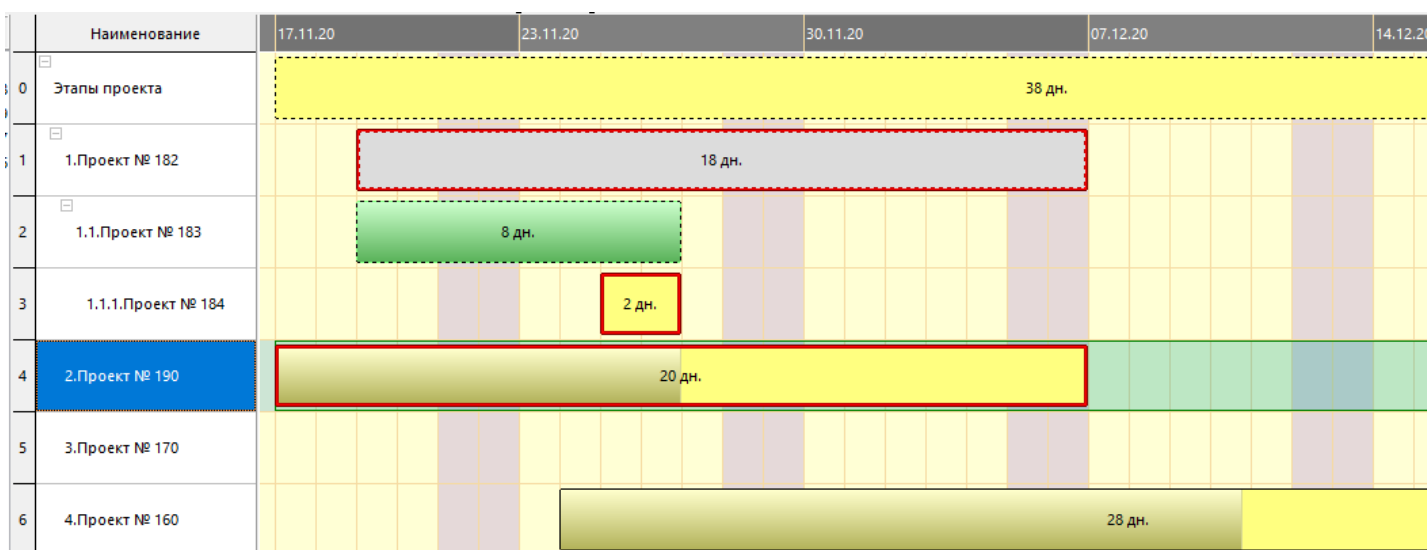 Наименование 17.11.20 23.11.20 30.11.20 07.12.20 14.12.20
0 Этапы проекта 38 дн.
1 1.Проект № 182 18 дн.
2 1.1.Проект № 183 8 дн.
3 1.1.1.Проект № 184 2 дн.
4 2.Проект № 190 20 дн.
5 3.Проект № 170
6 4.Проект № 160 28 дн.